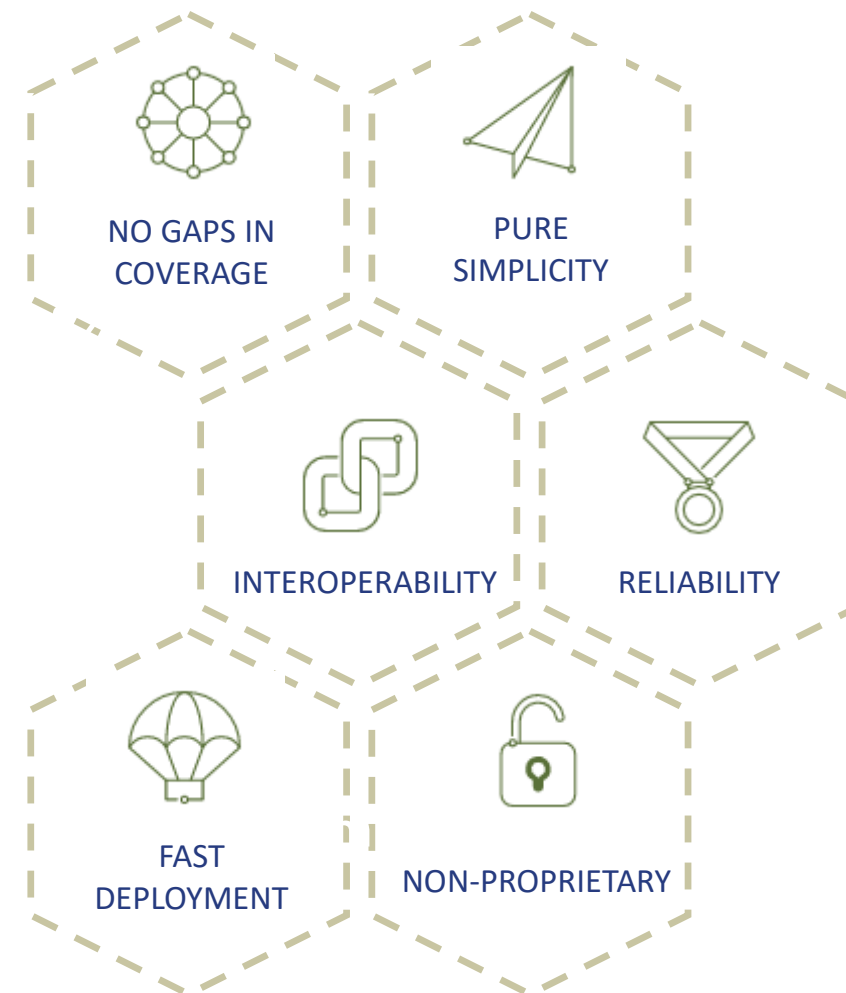 NO GAPS IN
COVERAGE
PURE
SIMPLICITY
INTEROPERABILITY
RELIABILITY
FAST
DEPLOYMENT
NON-PROPRIETARY